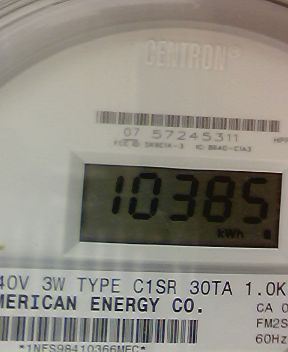 CENTRON®
07 57245311
10385
kWh
40V 3W TYPE C1SR 30TA 1.0K
MERICAN ENERGY CO.
CA 0
FM2S
60Hz
*1NFS98410366MEC*